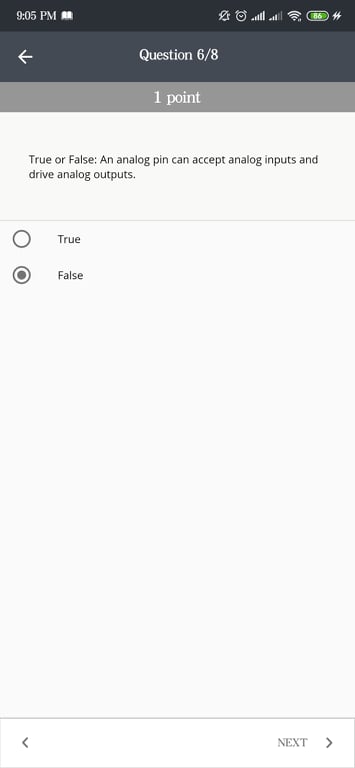 9:05 PM
86
Question 6/8
1 point
True or False: An analog pin can accept analog inputs and
drive analog outputs.
True
False
NEXT